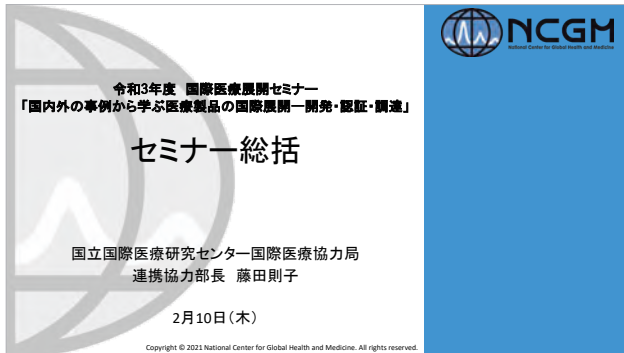 NCGM
National Center for Global Health and Medicine
令和3年度 国際医療展開セミナー
「国内外の事例から学ぶ医療製品の国際展開―開発・認証・調達」
セミナー総括
国立国際医療研究センター国際医療協力局
連携協力部長 藤田則子
2月10日(木)
Copyright © 2021 National Center for Global Health and Medicine. All rights reserved.